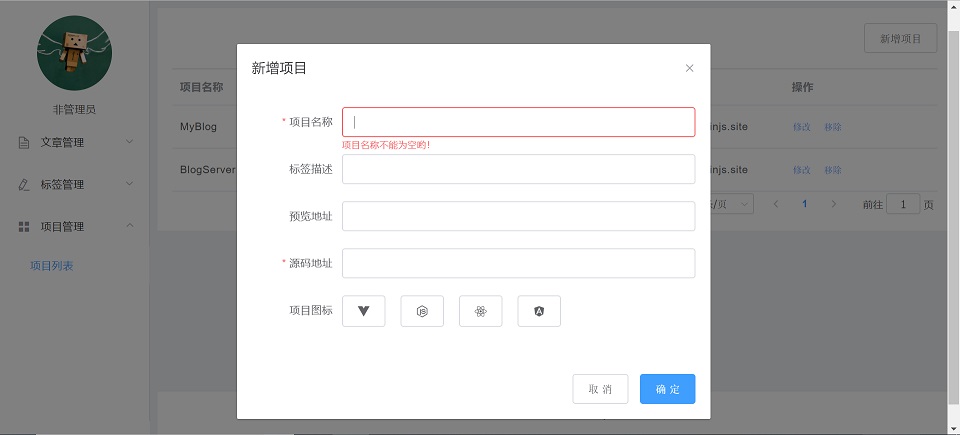 非管理员
文章管理
标签管理
项目管理
项目列表
新增项目
项目名称
操作
MyBlog
injs.site
修改
移除
BlogServer
injs.site
修改
移除
/页
1
前往
1
页
新增项目
* 项目名称
项目名称不能为空哟!
标签描述
预览地址
* 源码地址
项目图标
取 消
确 定